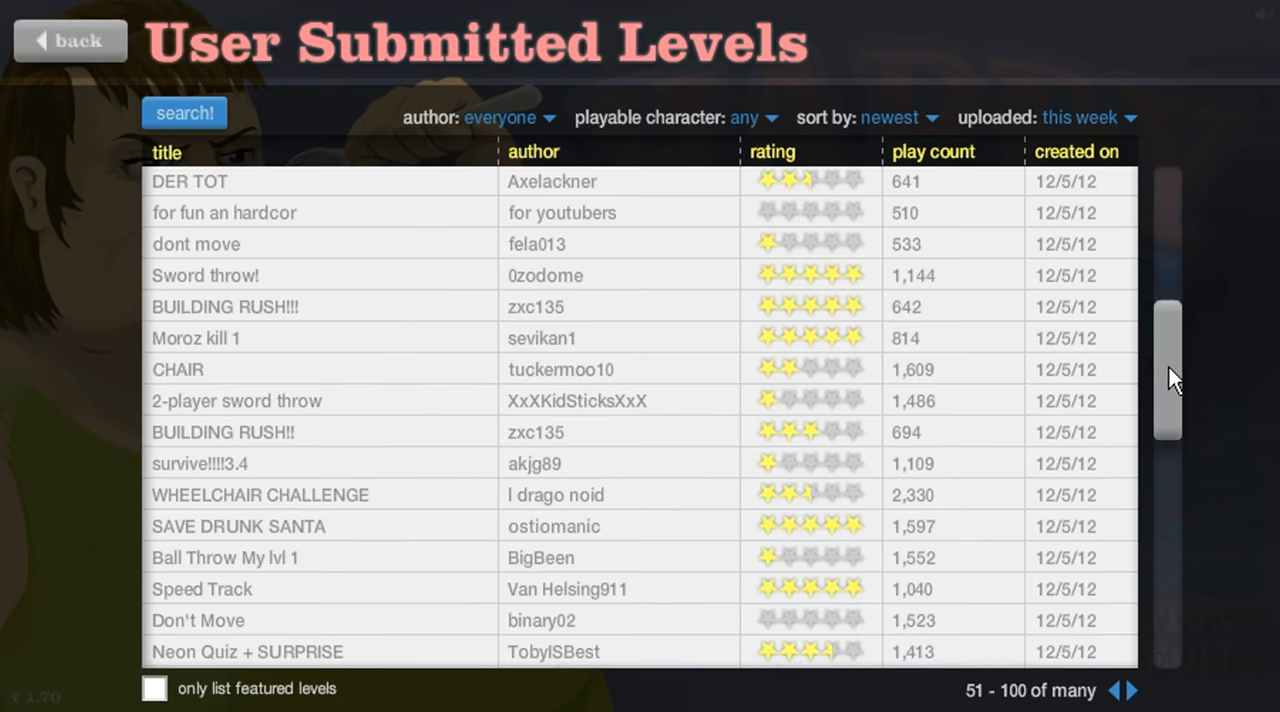 back User Submitted Levels
search! author: everyone playable character: any sort by: newest uploaded: this week
title author rating play count created on
DER TOT Axelackner 641 12/5/12
for fun an hardcor for youtubers 510 12/5/12
dont move fela013 533 12/5/12
Sword throw! 0zodome 1,144 12/5/12
BUILDING RUSH!!! zxc135 642 12/5/12
Moroz kill 1 sevikan1 814 12/5/12
CHAIR tuckermoo10 1,609 12/5/12
2-player sword throw XxXKidSticksXxX 1,486 12/5/12
BUILDING RUSH!! zxc135 694 12/5/12
survive!!!!3.4 akjg89 1,109 12/5/12
WHEELCHAIR CHALLENGE l drago noid 2,330 12/5/12
SAVE DRUNK SANTA ostiomanic 1,597 12/5/12
Ball Throw My lvl 1 BigBeen 1,552 12/5/12
Speed Track Van Helsing911 1,040 12/5/12
Don't Move binary02 1,523 12/5/12
Neon Quiz + SURPRISE TobyISBest 1,413 12/5/12
only list featured levels 51 - 100 of many
v 1.70